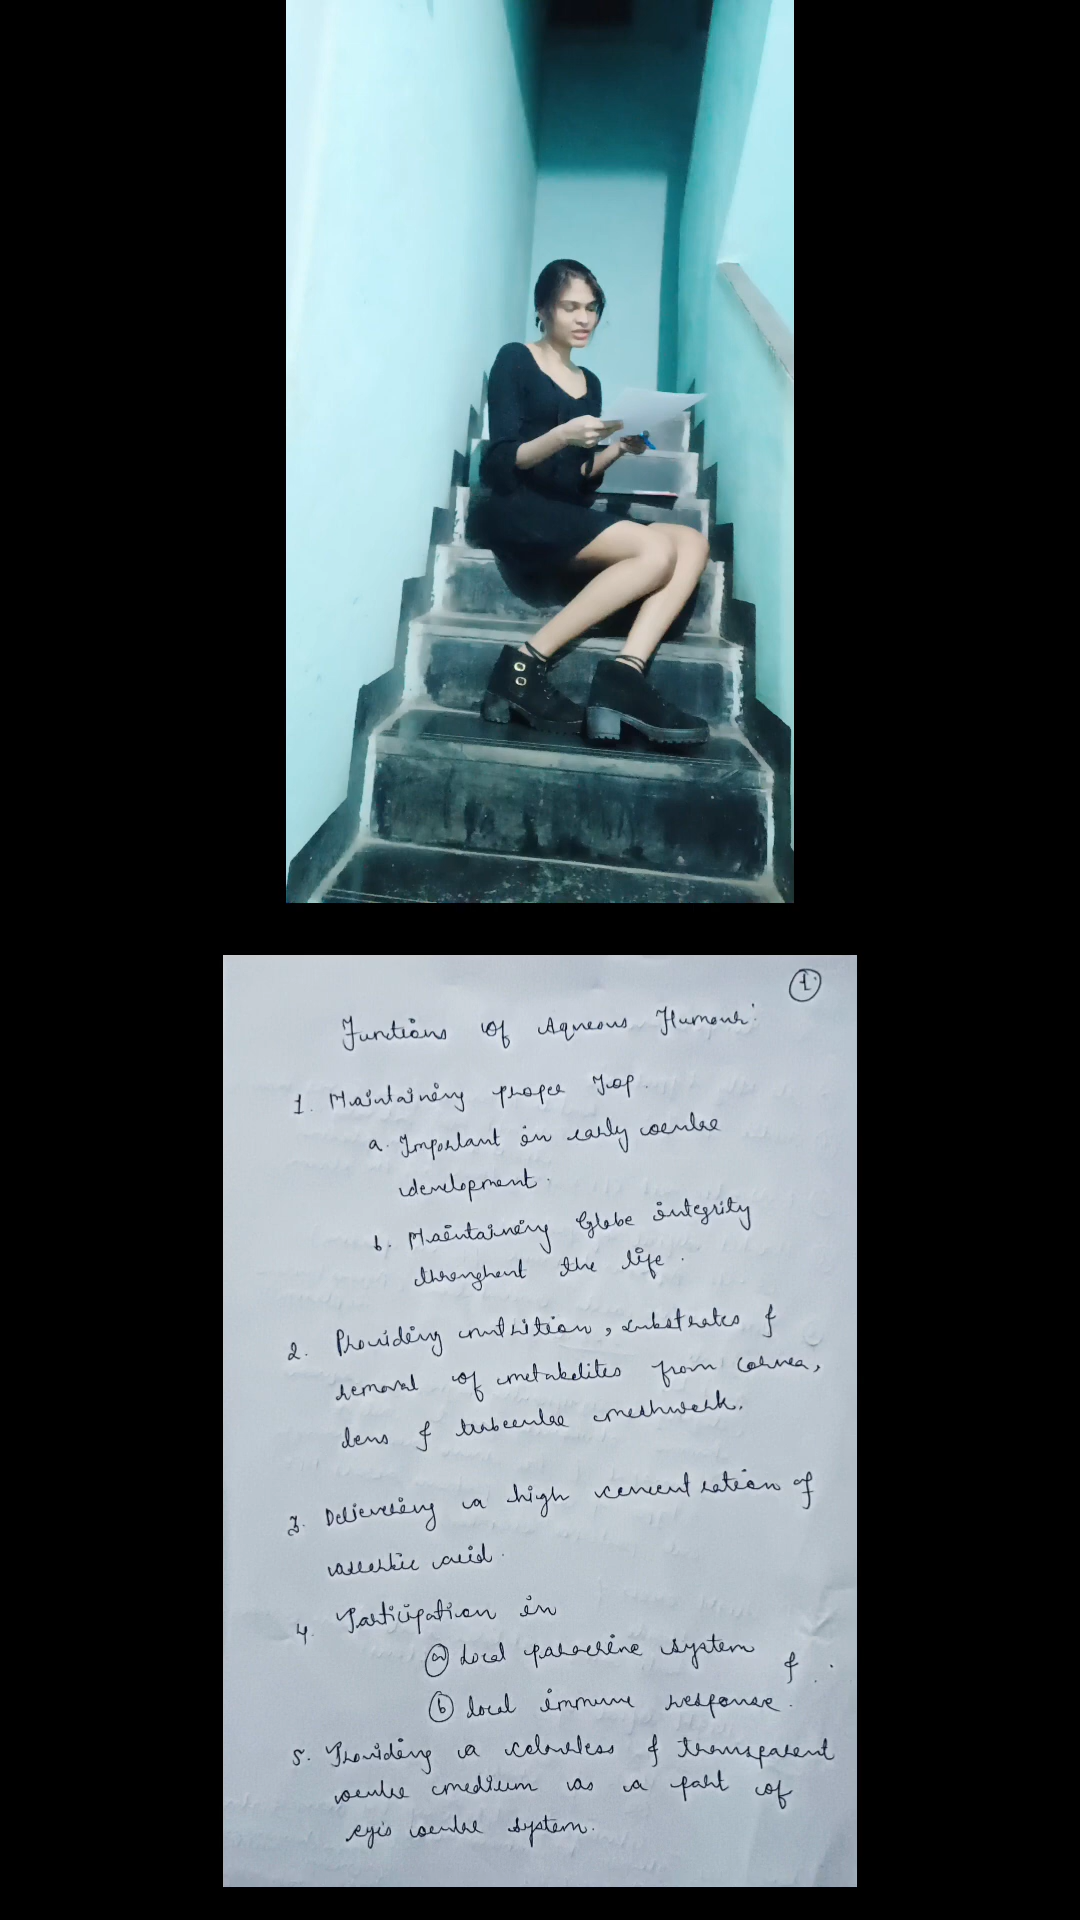 1.
Functions of Aqueous Humour:
1. Maintaining proper Iop.
a. Important in early ocular
development.
b. Maintaining Globe integrity
throughout the life.
2. Providing nutrition, substrates &
removal of metabolites from cornea,
lens & trabecular meshwork.
3. Delievering a high concentration of
ascorbic acid.
4. Participation in
(a) Local paracrine system & .
(b) local immune response.
5. Providing a colourless & transparent
ocular medium as a part of
eyis ocular system.